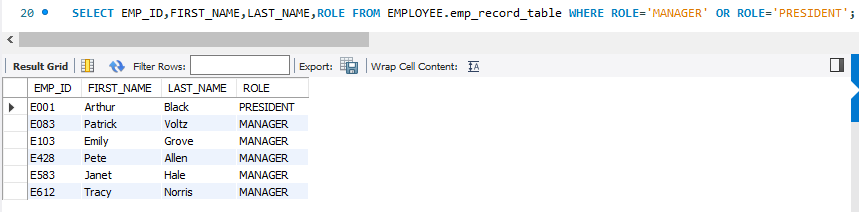 20 SELECT EMP_ID,FIRST_NAME,LAST_NAME,ROLE FROM EMPLOYEE.emp_record_table WHERE ROLE='MANAGER' OR ROLE='PRESIDENT';
Result Grid Filter Rows: Export: Wrap Cell Content: IA
EMP_ID FIRST_NAME LAST_NAME ROLE
E001 Arthur Black PRESIDENT
E083 Patrick Voltz MANAGER
E103 Emily Grove MANAGER
E428 Pete Allen MANAGER
E583 Janet Hale MANAGER
E612 Tracy Norris MANAGER